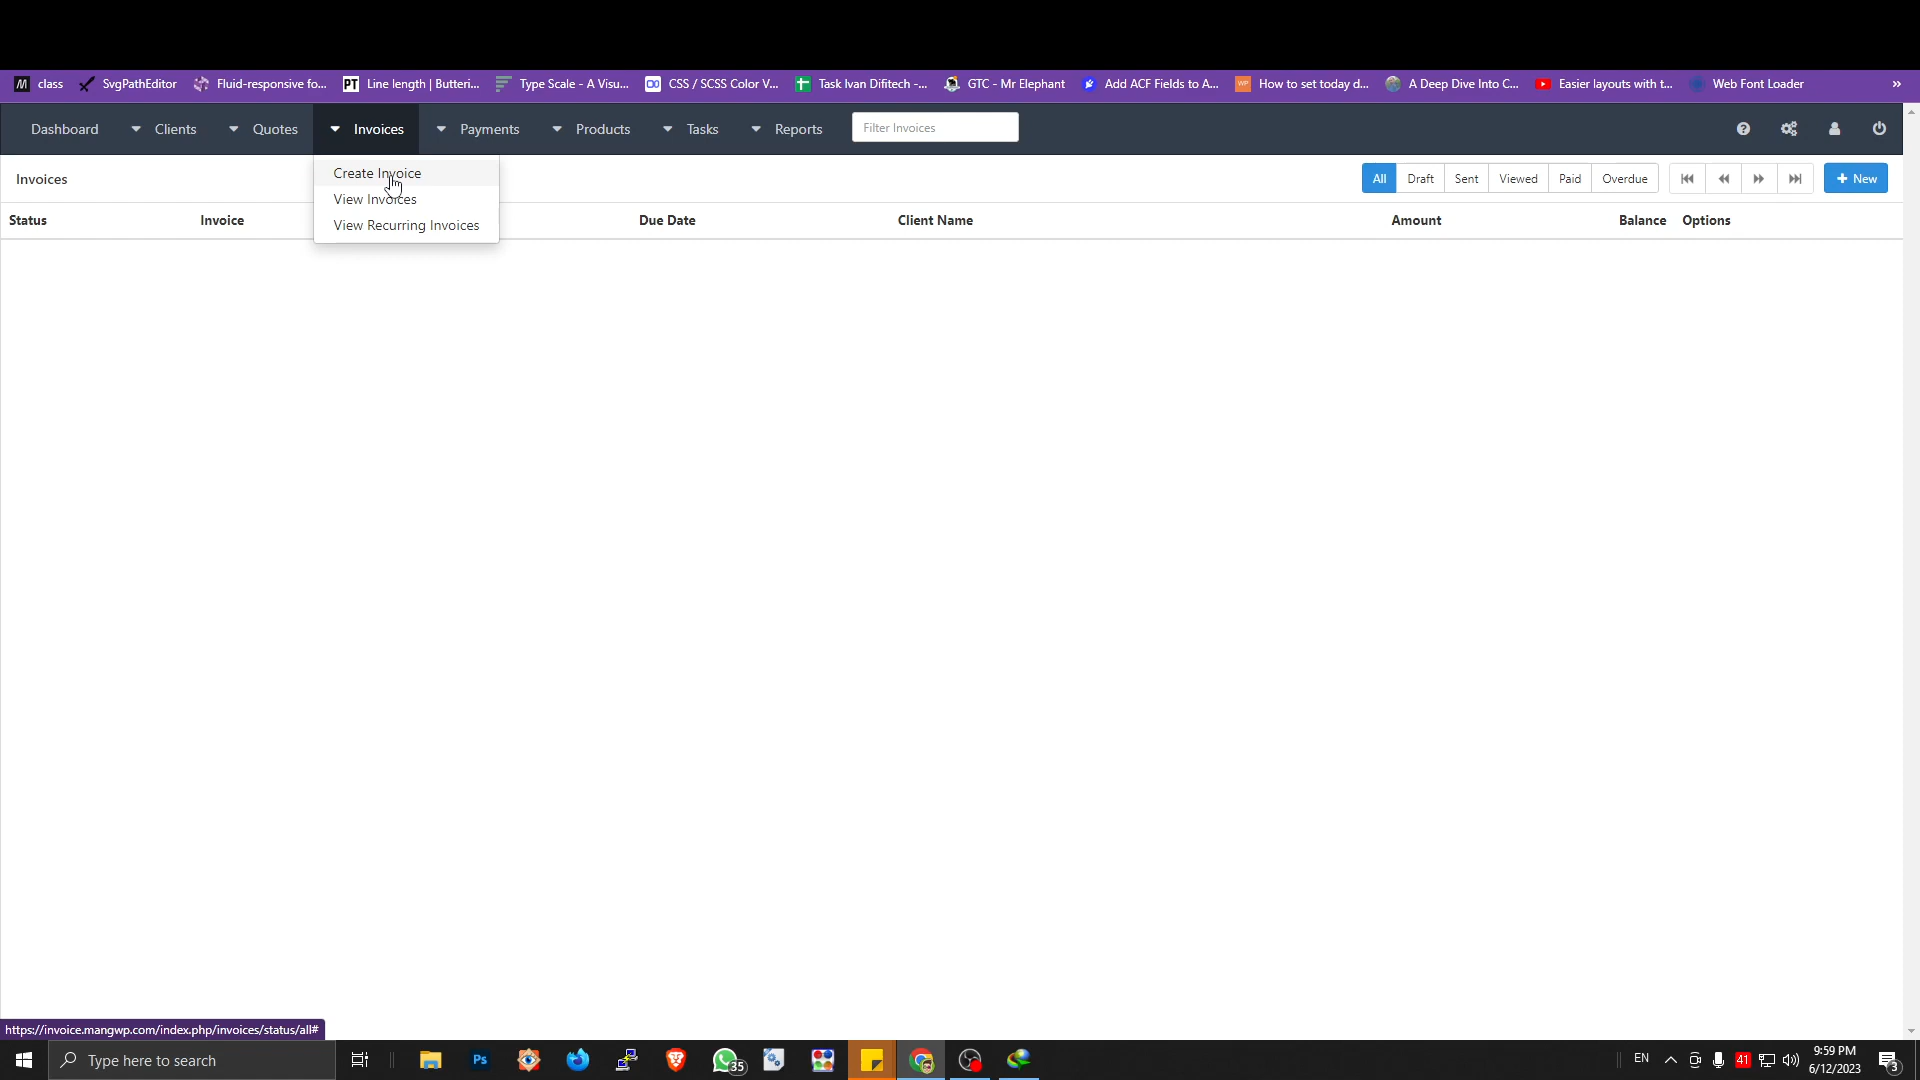 class SvgPathEditor Fluid-responsive fo... PT Line length | Butteri... Type Scale - A Visu... CSS / SCSS Color V... Task Ivan Difitech -... GTC - Mr Elephant Add ACF Fields to A... WP How to set today d... A Deep Dive Into C... Easier layouts with t... Web Font Loader »
Dashboard Clients Quotes Invoices Payments Products Tasks Reports Filter Invoices
Create Invoice
Invoices All Draft Sent Viewed Paid Overdue New
View Invoices
Status Invoice Due Date Client Name Amount Balance Options
View Recurring Invoices
https://invoice.mangwp.com/index.php/invoices/status/all#
Type here to search Ps 35 EN 41 9:59 PM
6/12/2023 3